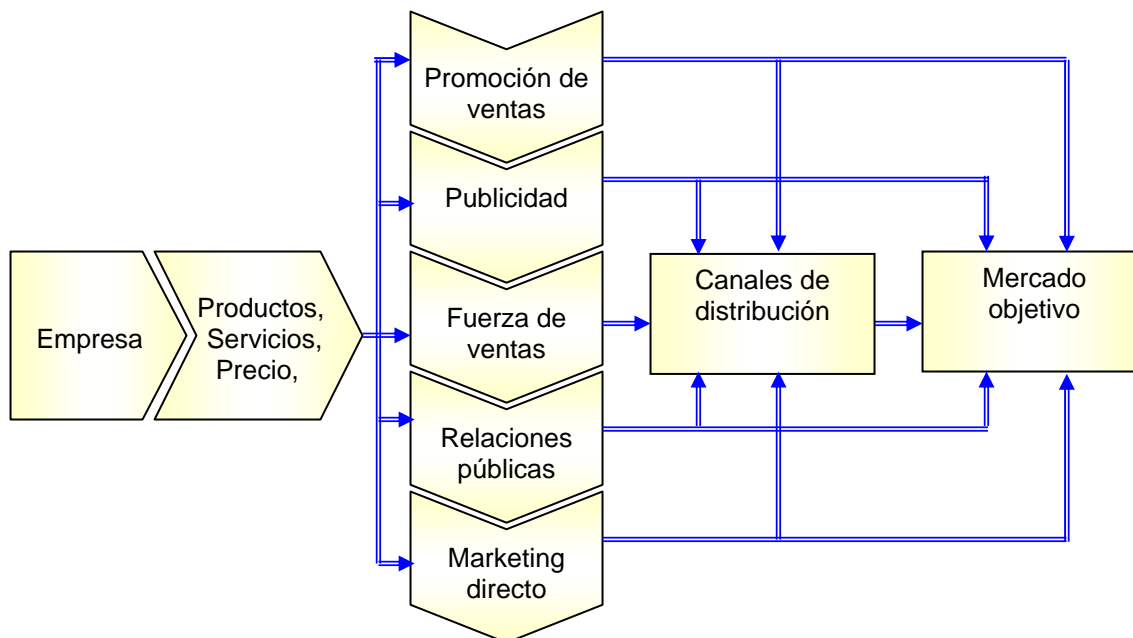 Empresa
Productos,
Servicios,
Precio,
Promoción de
ventas
Publicidad
Fuerza de
ventas
Relaciones
públicas
Marketing
directo
Canales de
distribución
Mercado
objetivo